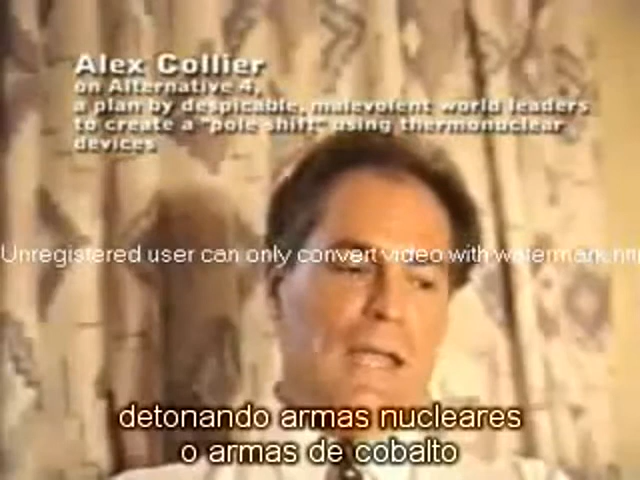 Alex Collier
on Alternative 4,
a plan by despicable, malevolent world leaders
to create a "pole shift" using thermonuclear
devices
Unregistered user can only convert video with watermark.htt
detonando armas nucleares
o armas de cobalto